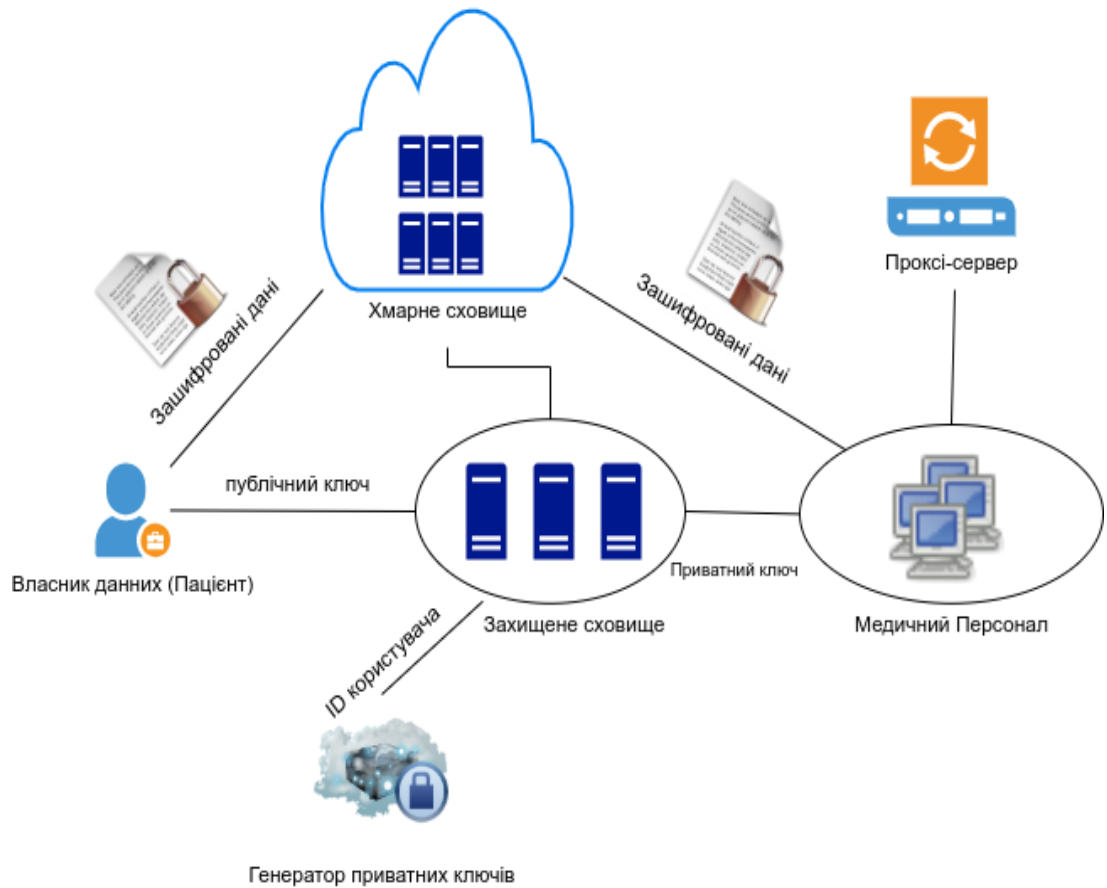 Хмарне сховище
Проксі-сервер
Зашифровані дані
Зашифровані дані
публічний ключ
Власник данних (Пацієнт)
Приватний ключ
Захищене сховище
Медичний Персонал
ID користувача
Генератор приватних ключів